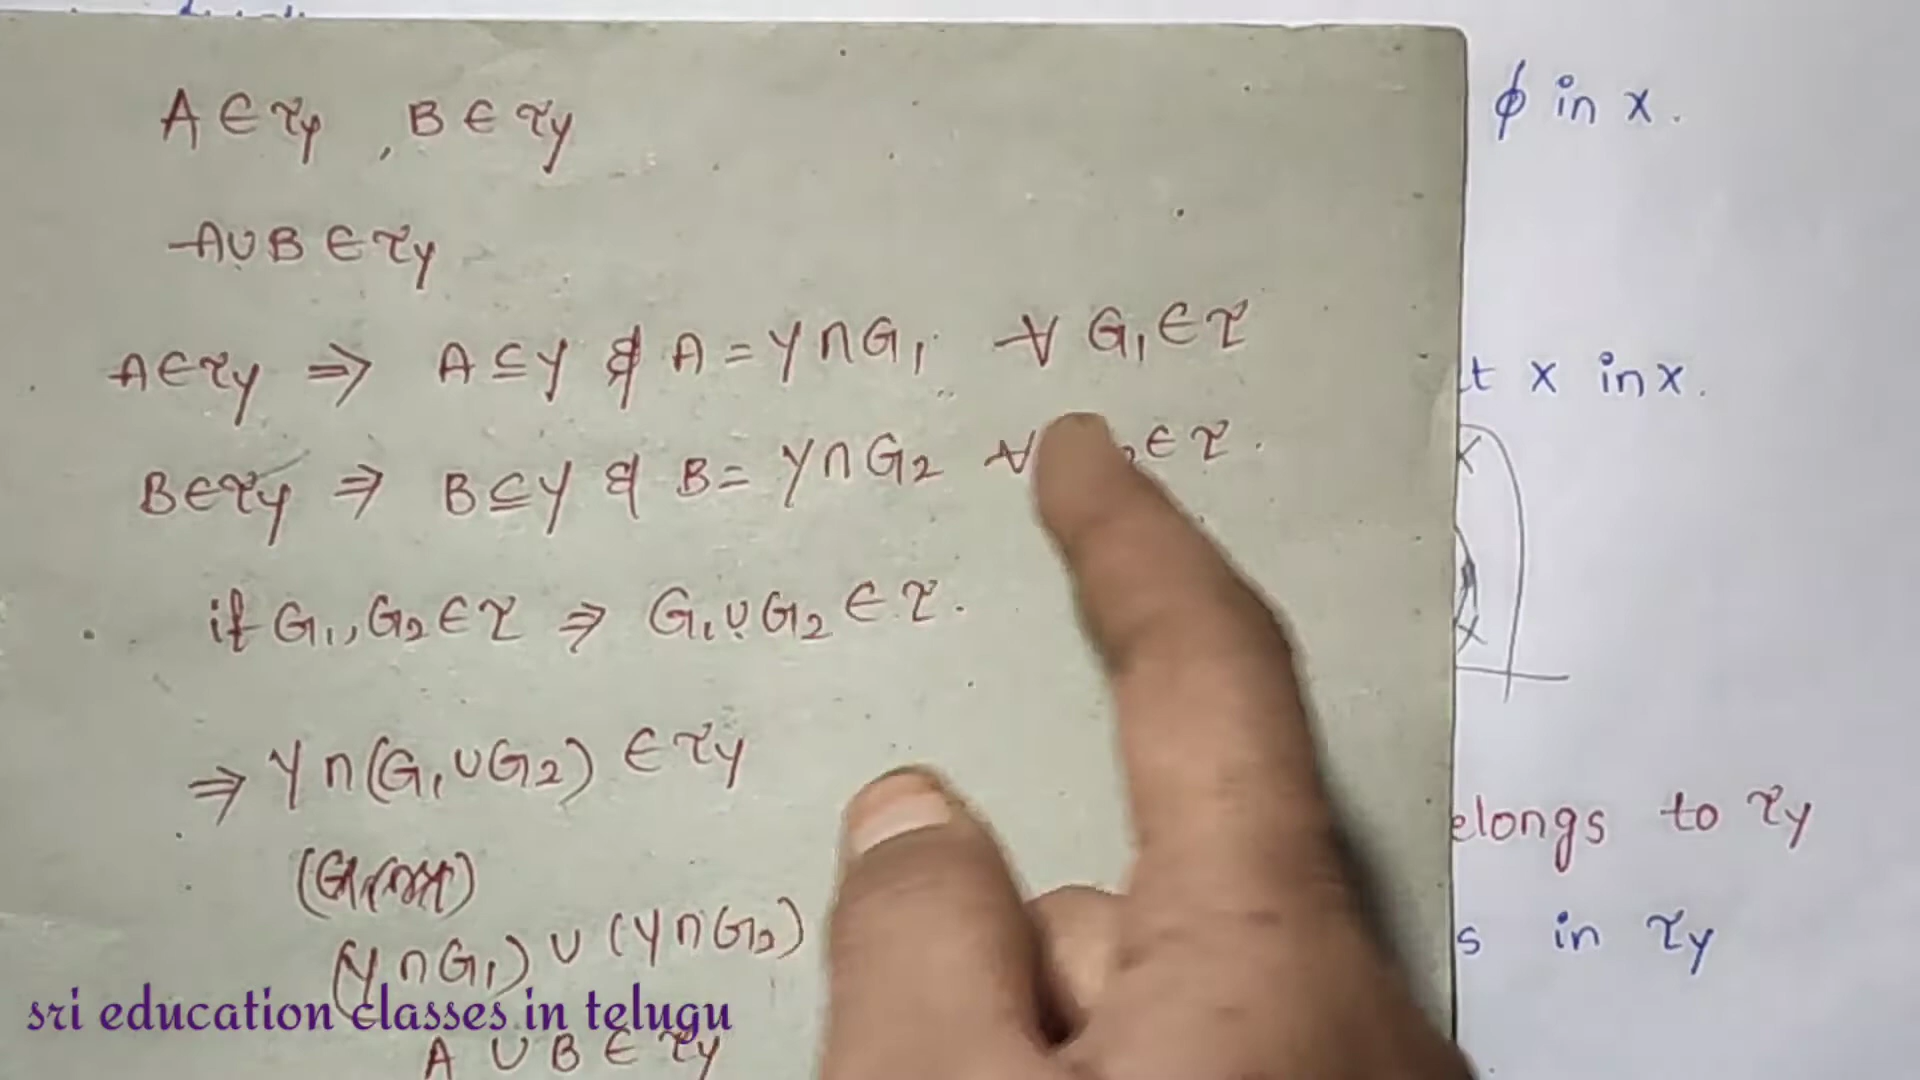 A ∈ τy , B ∈ τy
A∪B ∈ τy
A∈τy ⇒ A ⊆ y & A = y∩G₁ ∀ G₁∈τ
B∈τy ⇒ B ⊆ y & B = y∩G₂ ∀ ₂∈τ.
if G₁, G₂∈τ ⇒ G₁∪G₂ ∈ τ.
⇒ y∩(G₁∪G₂) ∈ τy
(y∩G₁) ∪ (y∩G₂)
A ∪ B ∈ τy
ϕ in x.
x in x.
x
x
to τy
in τy
sri education classes in telugu